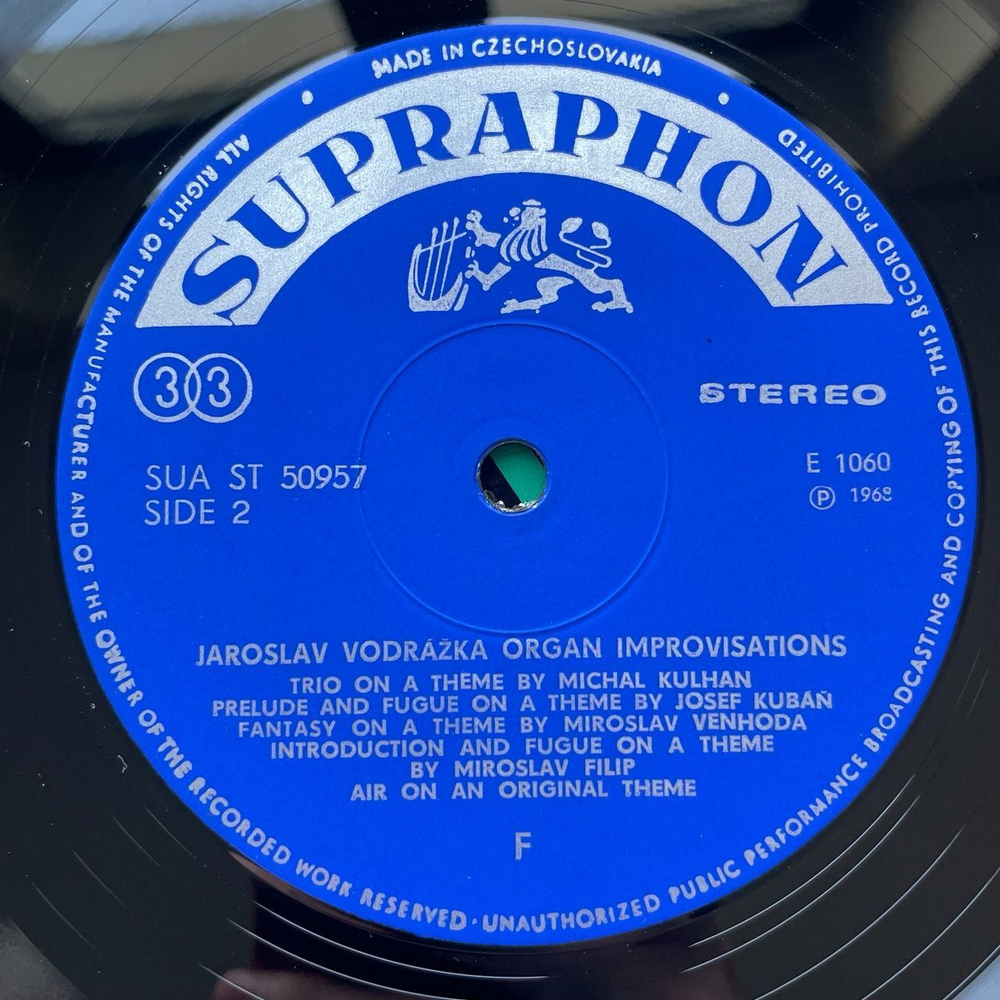 MADE IN CZECHOSLOVAKIA
SUPRAPHON
33
STEREO
SUA ST 50957
SIDE 2
E 1060
Ⓟ 1968
JAROSLAV VODRÁŽKA ORGAN IMPROVISATIONS
TRIO ON A THEME BY MICHAL KULHAN
PRELUDE AND FUGUE ON A THEME BY JOSEF KUBÁŇ
FANTASY ON A THEME BY MIROSLAV VENHODA
INTRODUCTION AND FUGUE ON A THEME
BY MIROSLAV FILIP
AIR ON AN ORIGINAL THEME
F
ALL RIGHTS OF THE MANUFACTURER AND OF THE OWNER OF THE RECORDED WORK RESERVED · UNAUTHORIZED PUBLIC PERFORMANCE BROADCASTING AND COPYING OF THIS RECORD PROHIBITED